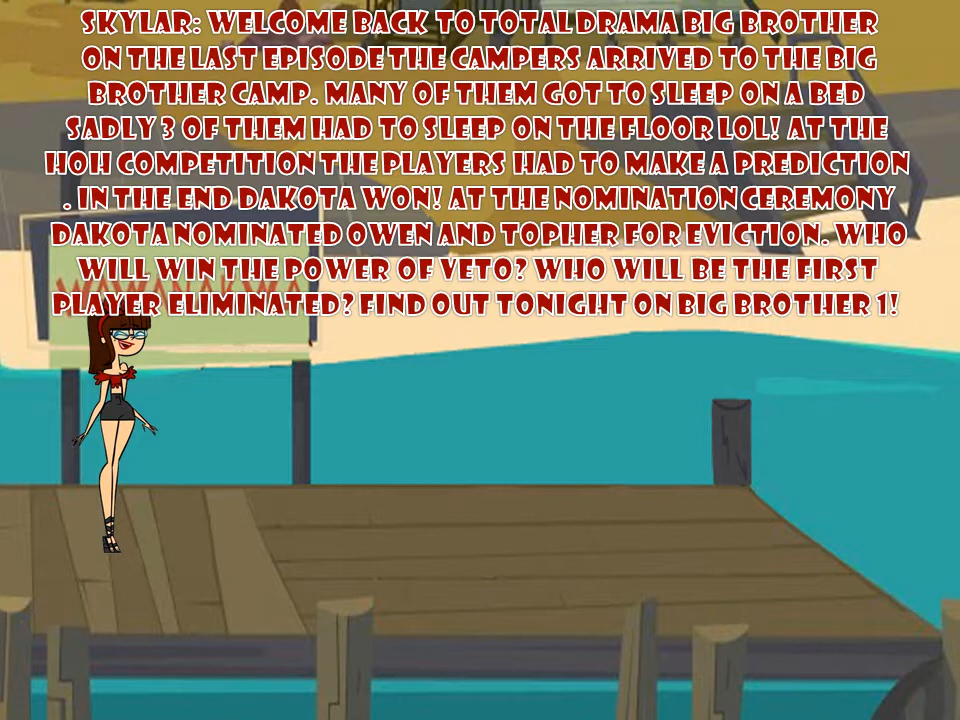 SKYLAR: WELCOME BACK TO TOTAL DRAMA BIG BROTHER
ON THE LAST EPISODE THE CAMPERS ARRIVED TO THE BIG
BROTHER CAMP. MANY OF THEM GOT TO SLEEP ON A BED
SADLY 3 OF THEM HAD TO SLEEP ON THE FLOOR LOL! AT THE
HOH COMPETITION THE PLAYERS HAD TO MAKE A PREDICTION
. IN THE END DAKOTA WON! AT THE NOMINATION CEREMONY
DAKOTA NOMINATED OWEN AND TOPHER FOR EVICTION. WHO
WILL WIN THE POWER OF VETO? WHO WILL BE THE FIRST
PLAYER ELIMINATED? FIND OUT TONIGHT ON BIG BROTHER 1!
WAWANAKWA